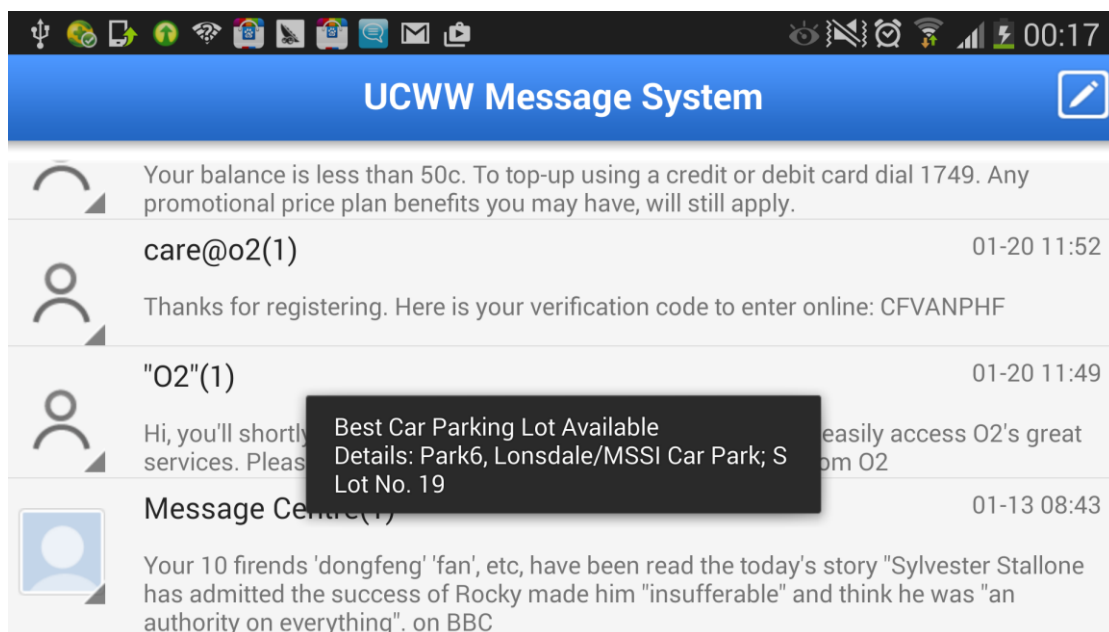 00:17
UCWW Message System
Your balance is less than 50c. To top-up using a credit or debit card dial 1749. Any
promotional price plan benefits you may have, will still apply.
care@o2(1)
01-20 11:52
Thanks for registering. Here is your verification code to enter online: CFVANPHF
"O2"(1)
01-20 11:49
Hi, you'll shortly
easily access O2's great
services. Pleas
om O2
Best Car Parking Lot Available
Details: Park6, Lonsdale/MSSI Car Park; S
Lot No. 19
Message Centre(1)
01-13 08:43
Your 10 firends 'dongfeng' 'fan', etc, have been read the today's story "Sylvester Stallone
has admitted the success of Rocky made him "insufferable" and think he was "an
authority on everything". on BBC